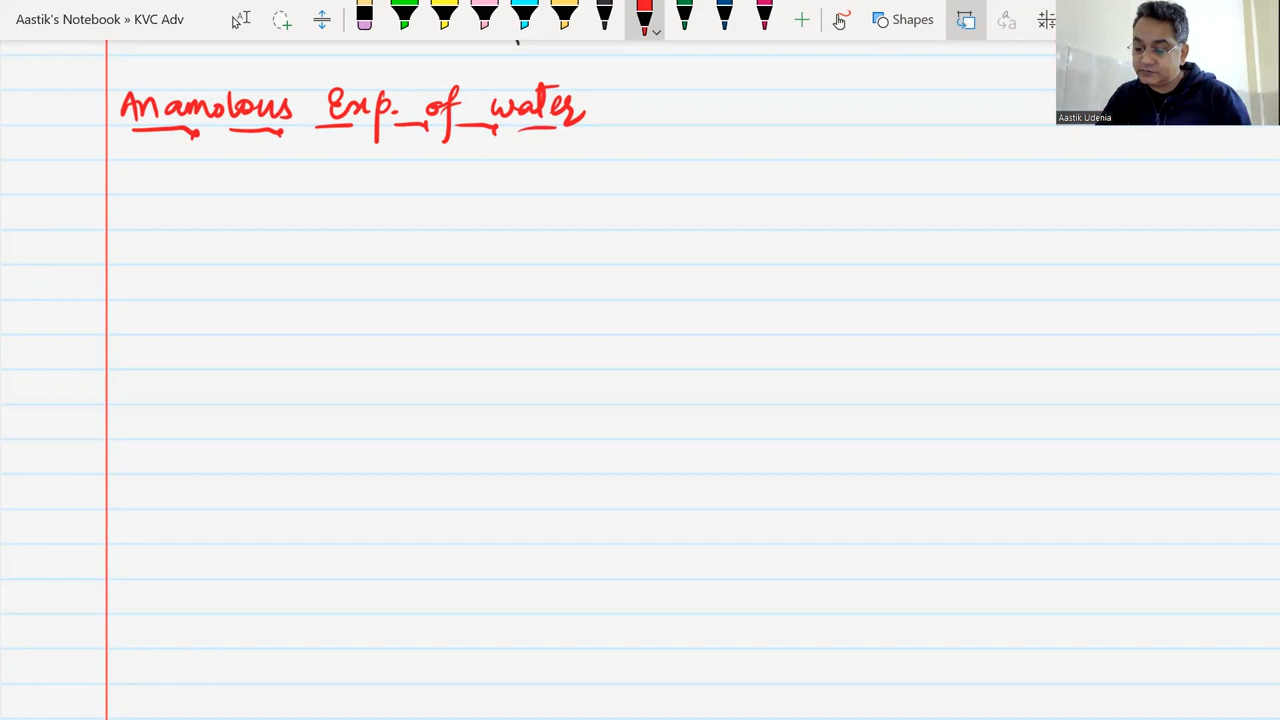 Aastik's Notebook » KVC Adv
Shapes
Anamolous Exp. of water
Aastik Udenia